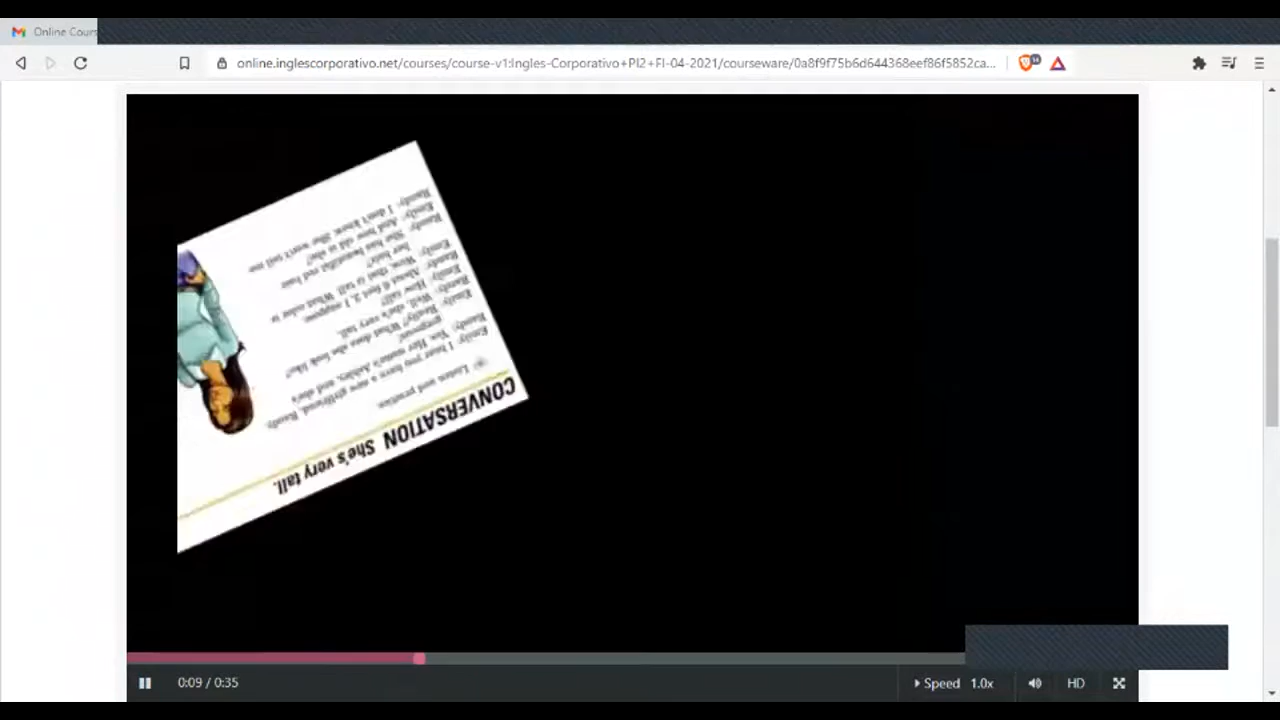 Online Cours
online.inglescorporativo.net/courses/course-v1:Ingles-Corporativo+PI2+FI-04-2021/courseware/0a8f9f75b6d644368eef86f5852ca...
CONVERSATION She's very tall.
Listen and practice.
Emily: I hear you have a new girlfriend, Randy.
Randy: Yes. Her name's Ashley, and she's
gorgeous!
Emily: Really? What does she look like?
Randy: Well, she's very tall.
Emily: How tall?
Randy: About 6 feet 2, I suppose.
Emily: Wow, that is tall. What color is
her hair?
Randy: She has beautiful red hair.
Emily: And how old is she?
Randy: I don't know. She won't tell me
0:09 / 0:35
Speed 1.0x
HD